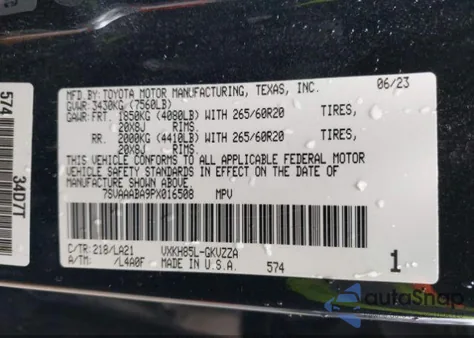 MFD. BY: TOYOTA MOTOR MANUFACTURING, TEXAS, INC. 06/23
GVWR: 3430KG (7560LB)
GAWR: FRT. 1850KG (4080LB) WITH 265/60R20 TIRES,
20X8J RIMS.
RR. 2000KG (4410LB) WITH 265/60R20 TIRES,
20X8J RIMS.
THIS VEHICLE CONFORMS TO ALL APPLICABLE FEDERAL MOTOR
VEHICLE SAFETY STANDARDS IN EFFECT ON THE DATE OF
MANUFACTURE SHOWN ABOVE.
7SVAAABA9PX016508 MPV
C/TR: 218/LA21 VXKH85L-GKVZZA
A/TM: /L4A0F MADE IN U.S.A. 574 1
574
34D7T
autoShap